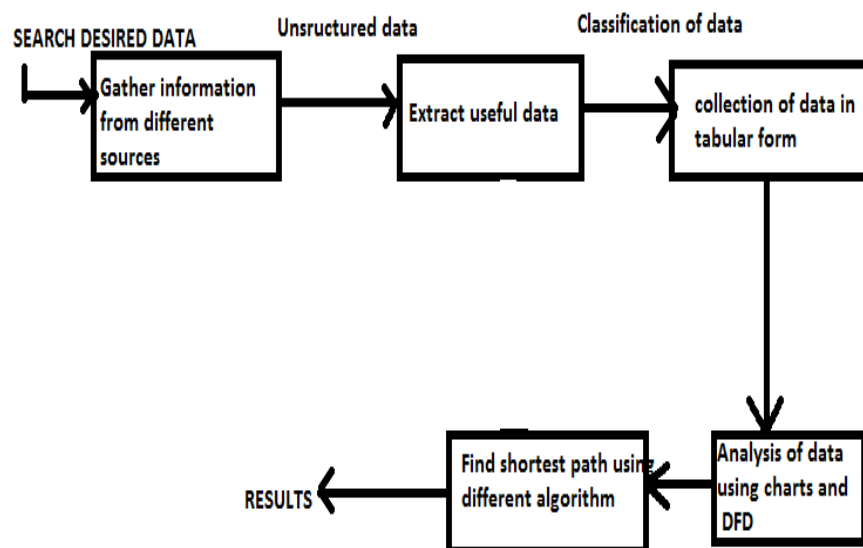 SEARCH DESIRED DATA
Unsructured data
Classification of data
Gather information
from different
sources
Extract useful data
collection of data in
tabular form
Analysis of data
using charts and
DFD
Find shortest path using
different algorithm
RESULTS